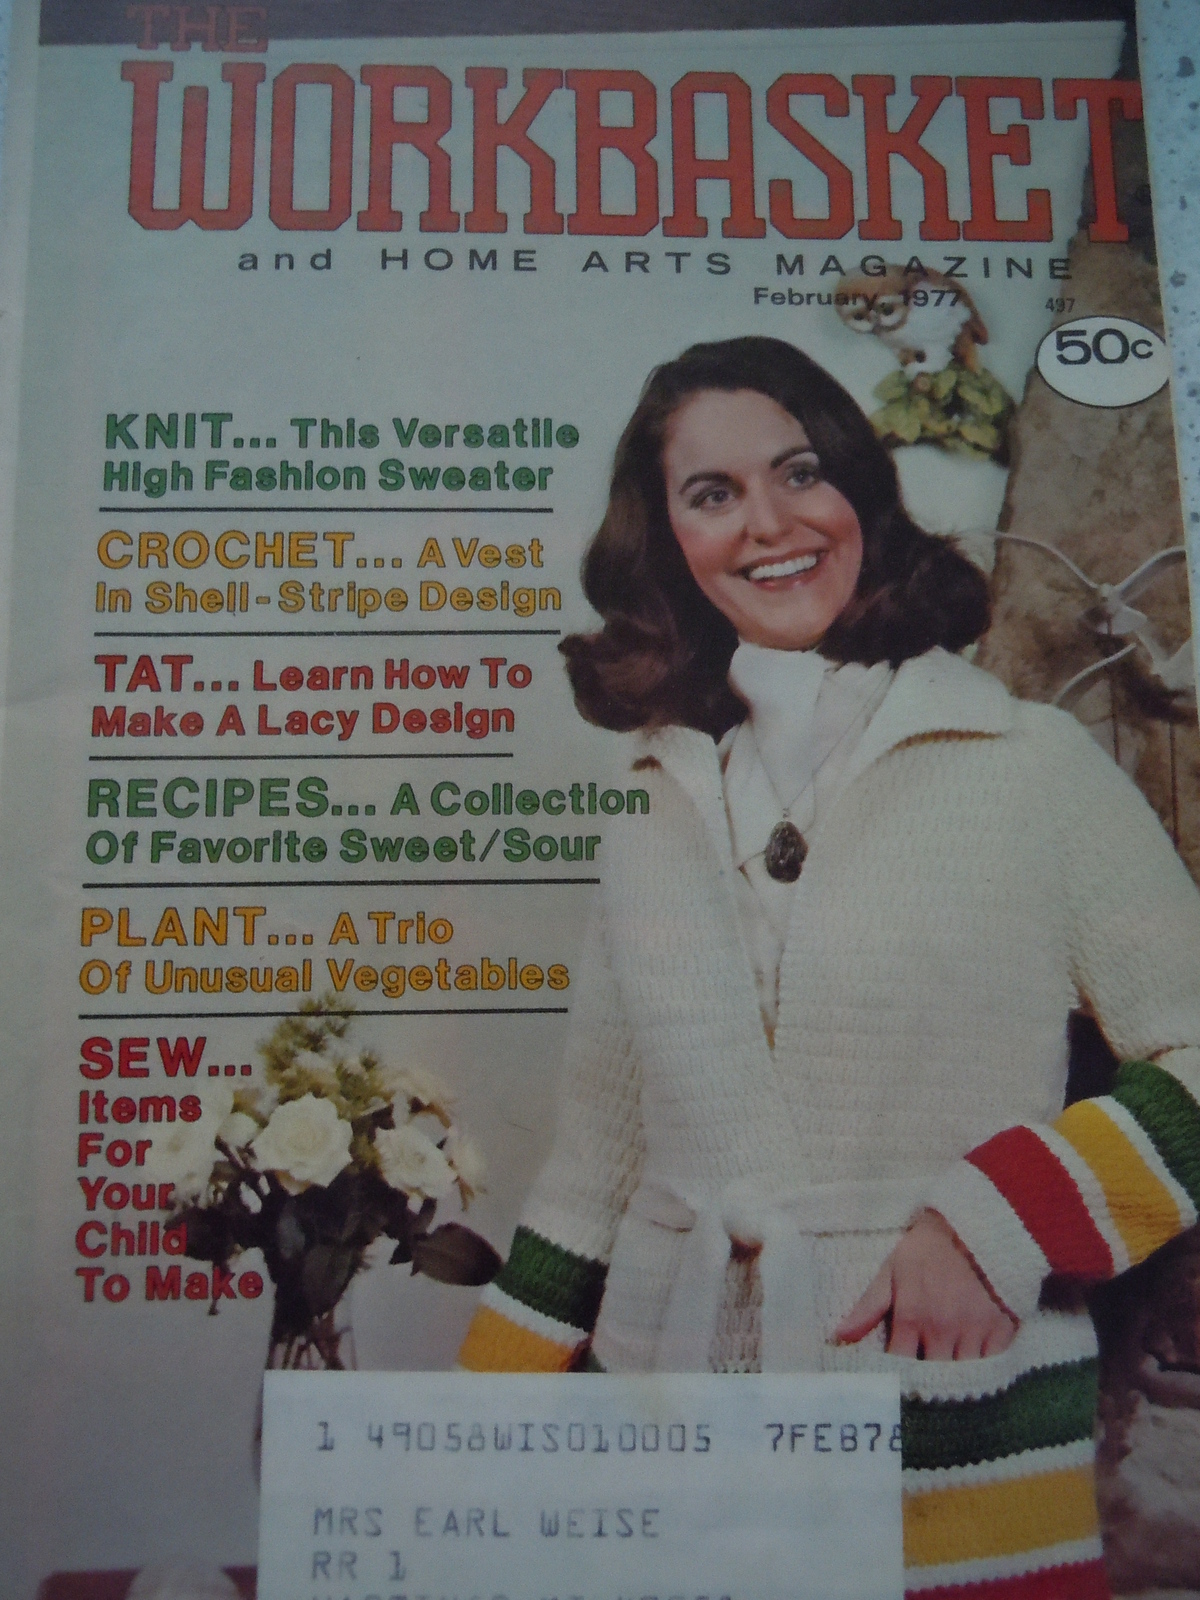 THE
WORKBASKET
and HOME ARTS MAGAZINE
February, 1977
497
50c
KNIT... This Versatile
High Fashion Sweater
CROCHET... A Vest
In Shell-Stripe Design
TAT... Learn How To
Make A Lacy Design
RECIPES... A Collection
Of Favorite Sweet/Sour
PLANT... A Trio
Of Unusual Vegetables
SEW...
Items
For
Your
Child
To Make
1 49058WIS010005 7FEB78
MRS EARL WEISE
RR 1